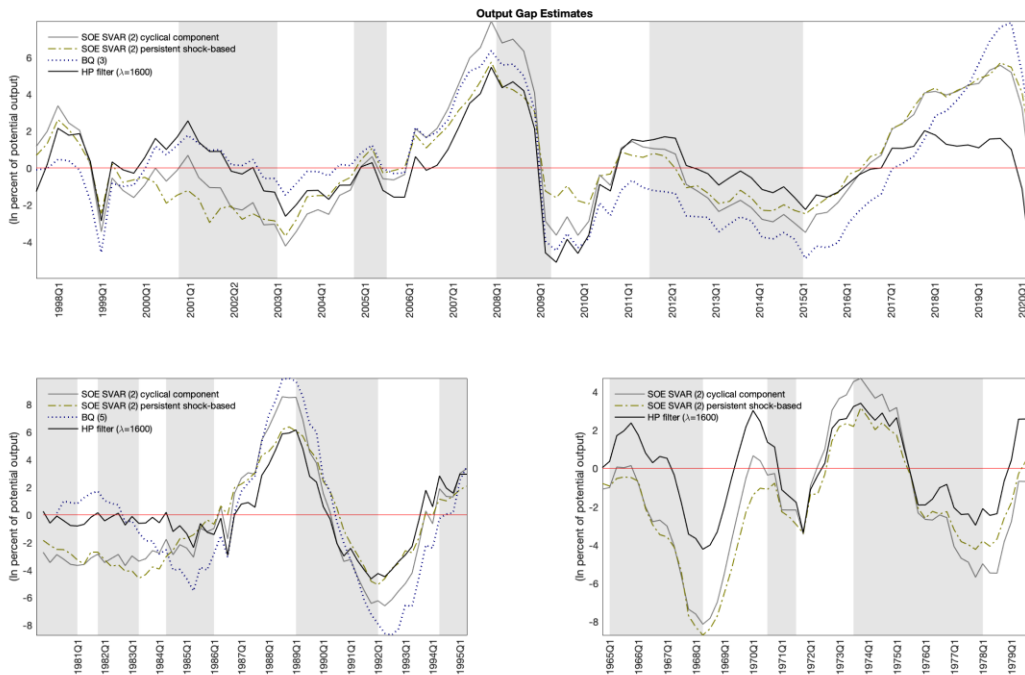 Output Gap Estimates
SOE SVAR (2) cyclical component
SOE SVAR (2) persistent shock-based
BQ (3)
HP filter (λ=1600)
(In percent of potential output)
6
4
2
0
-2
-4
1998Q1
1999Q1
2000Q1
2001Q1
2002Q2
2003Q1
2004Q1
2005Q1
2006Q1
2007Q1
2008Q1
2009Q1
2010Q1
2011Q1
2012Q1
2013Q1
2014Q1
2015Q1
2016Q1
2017Q1
2018Q1
2019Q1
2020Q1
SOE SVAR (2) cyclical component
SOE SVAR (2) persistent shock-based
BQ (5)
HP filter (λ=1600)
(In percent of potential output)
8
6
4
2
0
-2
-4
-6
-8
1981Q1
1982Q1
1983Q1
1984Q1
1985Q1
1986Q1
1987Q1
1988Q1
1989Q1
1990Q1
1991Q1
1992Q1
1993Q1
1994Q1
1995Q1
SOE SVAR (2) cyclical component
SOE SVAR (2) persistent shock-based
HP filter (λ=1600)
(In percent of potential output)
4
2
0
-2
-4
-6
-8
1965Q1
1966Q1
1967Q1
1968Q1
1969Q1
1970Q1
1971Q1
1972Q1
1973Q1
1974Q1
1975Q1
1976Q1
1977Q1
1978Q1
1979Q1